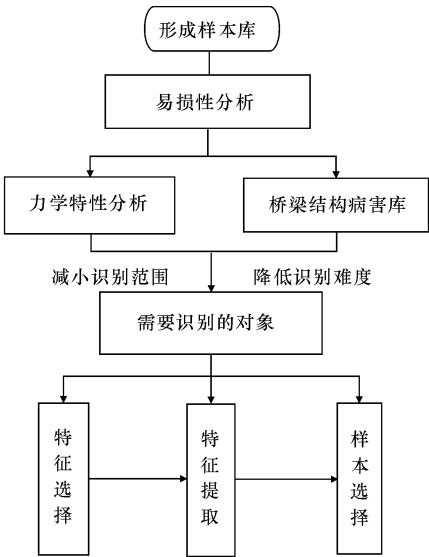 形成样本库
易损性分析
力学特性分析
桥梁结构病害库
减小识别范围
降低识别难度
需要识别的对象
特征选择
特征提取
样本选择